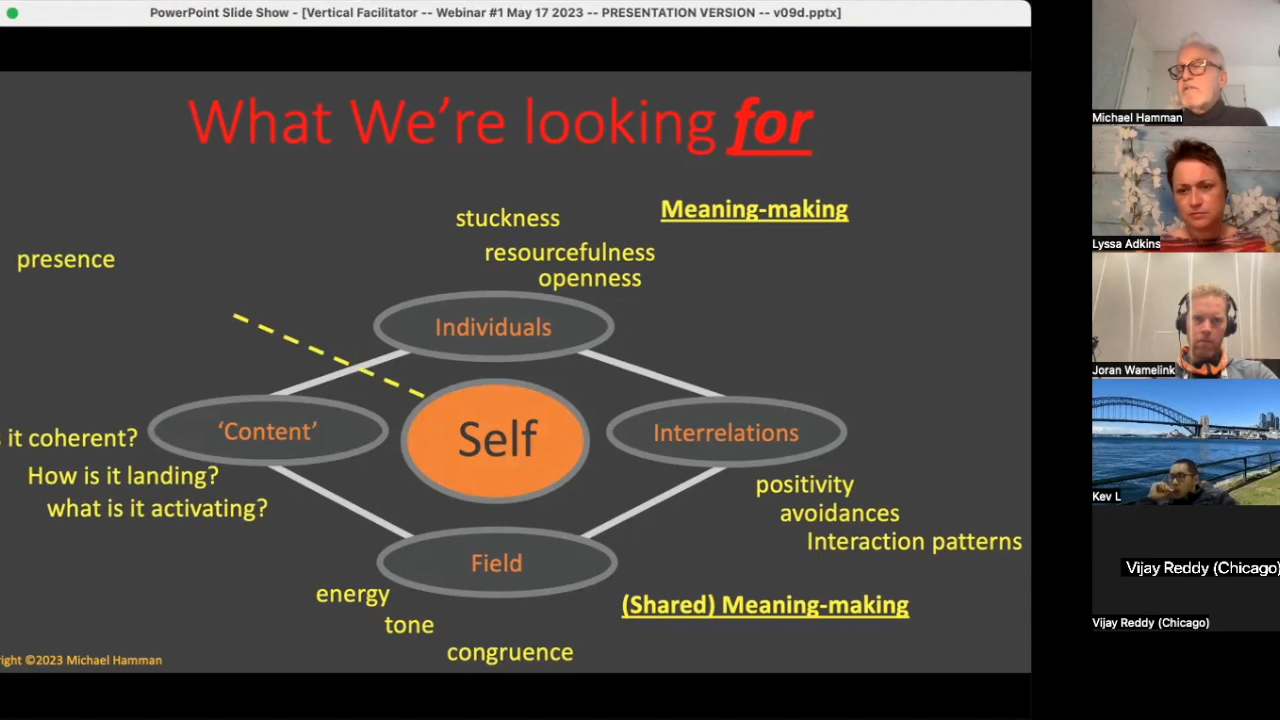 PowerPoint Slide Show - [Vertical Facilitator -- Webinar #1 May 17 2023 -- PRESENTATION VERSION -- v09d.pptx]
What We’re looking for
Meaning-making
stuckness
resourcefulness
openness
presence
Individuals
‘Content’
Self
Interrelations
it coherent?
How is it landing?
what is it activating?
positivity
avoidances
Interaction patterns
Field
energy
tone
congruence
(Shared) Meaning-making
©2023 Michael Hamman
Michael Hamman
Lyssa Adkins
Joran Wamelink
Kev L
Vijay Reddy (Chicago)
Vijay Reddy (Chicago)